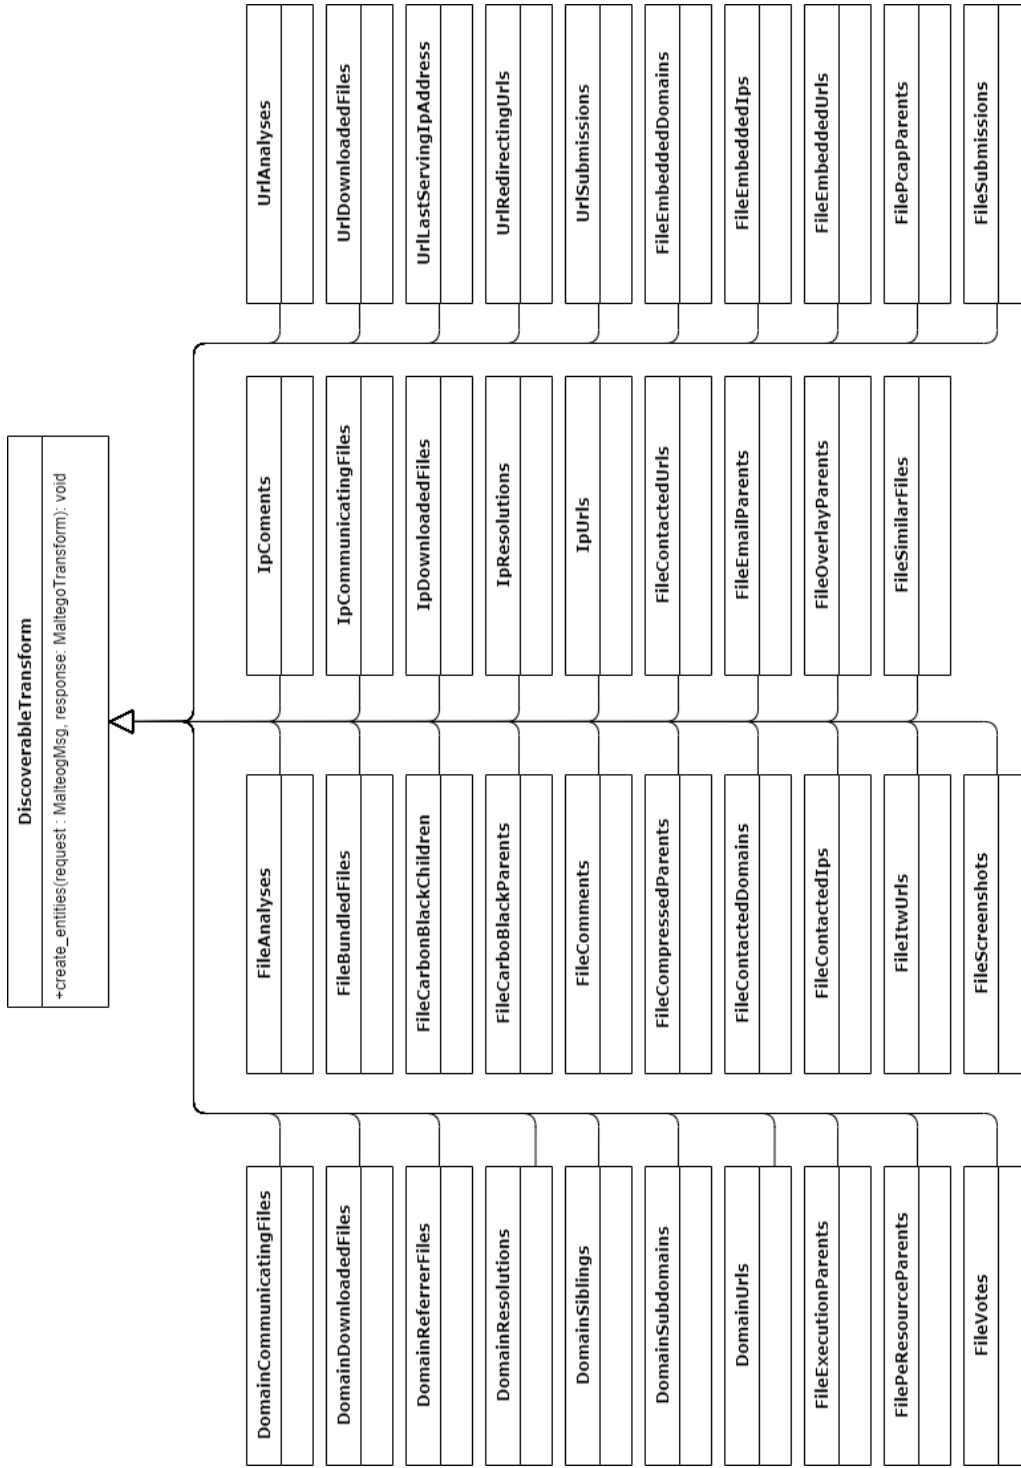 DiscoverableTransform
+create_entities(request : MalteogMsg, response: MaltegoTransform): void
DomainCommunicatingFiles
DomainDownloadedFiles
DomainReferrerFiles
DomainResolutions
DomainSiblings
DomainSubdomains
DomainUrls
FileExecutionParents
FilePeResourceParents
FileVotes
FileAnalyses
FileBundledFiles
FileCarbonBlackChildren
FileCarboBlackParents
FileComments
FileCompressedParents
FileContactedDomains
FileContactedIps
FileItwUrls
FileScreenshots
IpComents
IpCommunicatingFiles
IpDownloadedFiles
IpResolutions
IpUrls
FileContactedUrls
FileEmailParents
FileOverlayParents
FileSimilarFiles
UrlAnalyses
UrlDownloadedFiles
UrlLastServingIpAddress
UrlRedirectingUrls
UrlSubmissions
FileEmbeddedDomains
FileEmbeddedIps
FileEmbeddedUrls
FilePcapParents
FileSubmissions